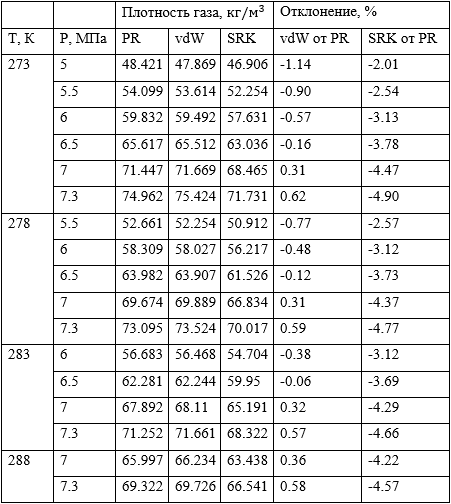 Плотность газа, кг/м³ Отклонение, %
T, K P, МПа PR vdW SRK vdW от PR SRK от PR
273 5 48.421 47.869 46.906 -1.14 -2.01
5.5 54.099 53.614 52.254 -0.90 -2.54
6 59.832 59.492 57.631 -0.57 -3.13
6.5 65.617 65.512 63.036 -0.16 -3.78
7 71.447 71.669 68.465 0.31 -4.47
7.3 74.962 75.424 71.731 0.62 -4.90
278 5.5 52.661 52.254 50.912 -0.77 -2.57
6 58.309 58.027 56.217 -0.48 -3.12
6.5 63.982 63.907 61.526 -0.12 -3.73
7 69.674 69.889 66.834 0.31 -4.37
7.3 73.095 73.524 70.017 0.59 -4.77
283 6 56.683 56.468 54.704 -0.38 -3.12
6.5 62.281 62.244 59.95 -0.06 -3.69
7 67.892 68.11 65.191 0.32 -4.29
7.3 71.252 71.661 68.322 0.57 -4.66
288 7 65.997 66.234 63.438 0.36 -4.22
7.3 69.322 69.726 66.541 0.58 -4.57